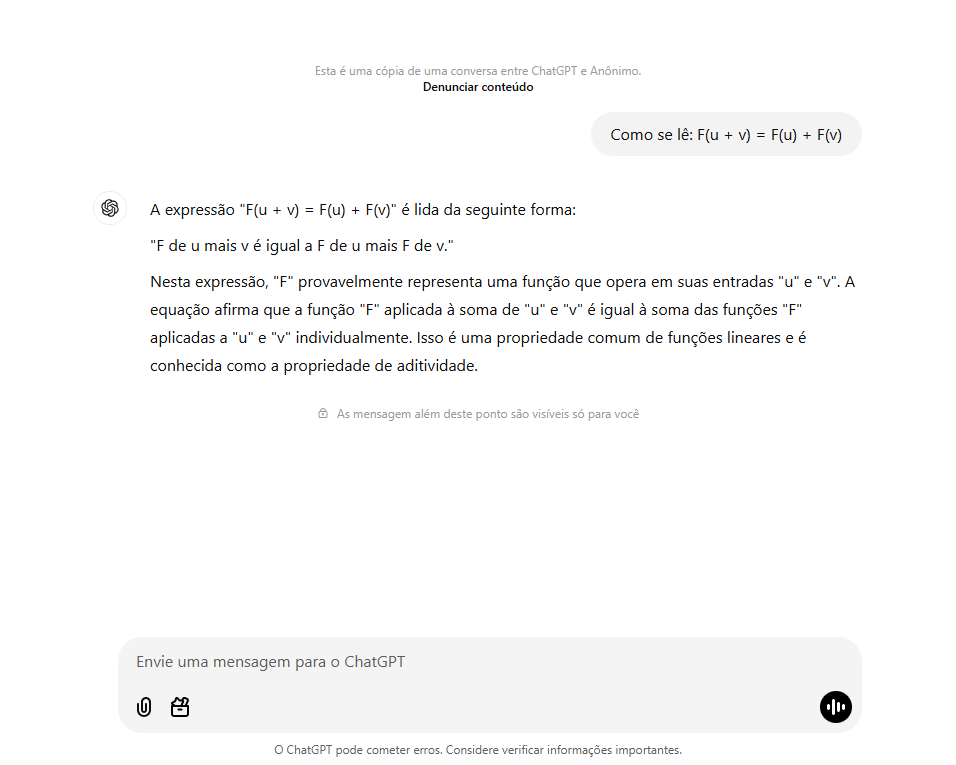 Esta é uma cópia de uma conversa entre ChatGPT e Anônimo.
Denunciar conteúdo
Como se lê: F(u + v) = F(u) + F(v)
A expressão "F(u + v) = F(u) + F(v)" é lida da seguinte forma:
"F de u mais v é igual a F de u mais F de v."
Nesta expressão, "F" provavelmente representa uma função que opera em suas entradas "u" e "v". A
equação afirma que a função "F" aplicada à soma de "u" e "v" é igual à soma das funções "F"
aplicadas a "u" e "v" individualmente. Isso é uma propriedade comum de funções lineares e é
conhecida como a propriedade de aditividade.
As mensagem além deste ponto são visíveis só para você
Envie uma mensagem para o ChatGPT
O ChatGPT pode cometer erros. Considere verificar informações importantes.